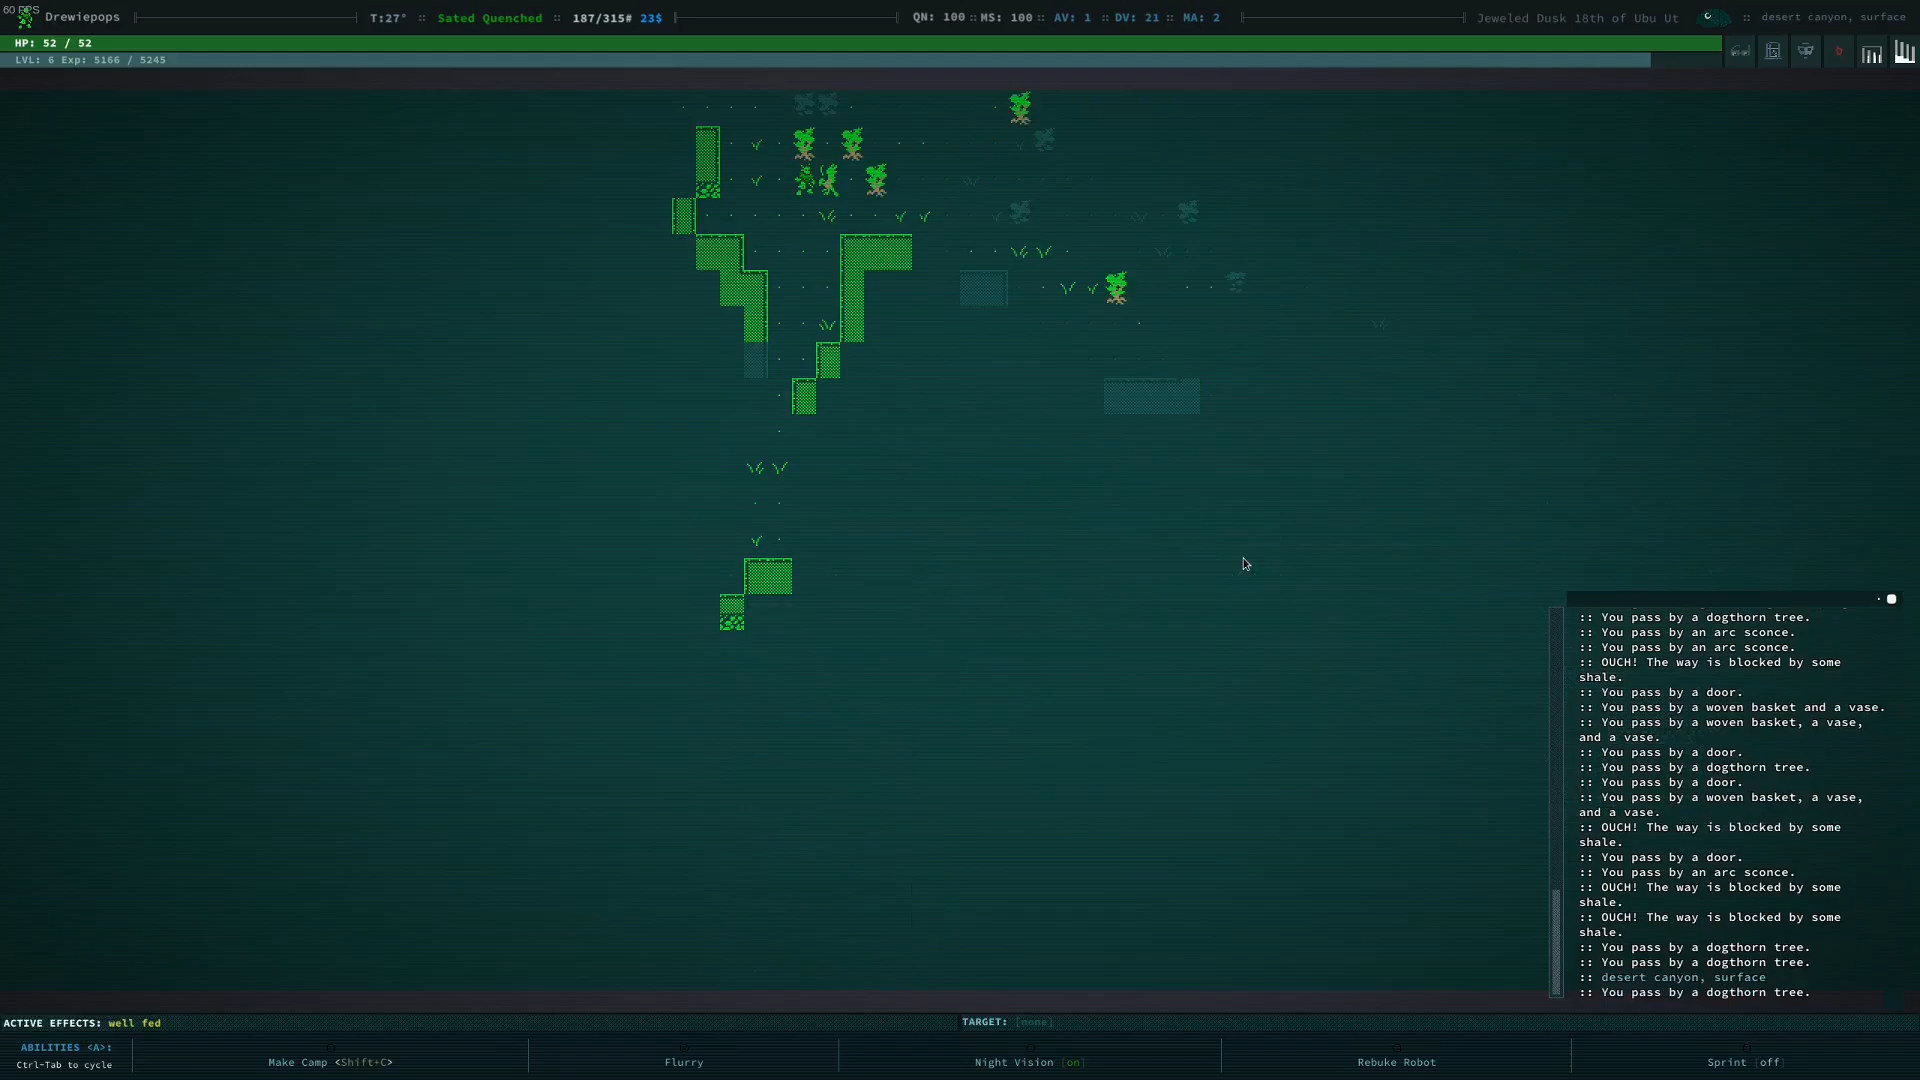 60 FPS
Drewiepops T:27° :: Sated Quenched :: 187/315# 23$ QN: 100 :: MS: 100 :: AV: 1 :: DV: 21 :: MA: 2 Jeweled Dusk 18th of Ubu Ut :: desert canyon, surface
HP: 52 / 52
LVL: 6 Exp: 5166 / 5245
:: You pass by a dogthorn tree.
:: You pass by an arc sconce.
:: You pass by an arc sconce.
:: OUCH! The way is blocked by some
shale.
:: You pass by a door.
:: You pass by a woven basket and a vase.
:: You pass by a woven basket, a vase,
and a vase.
:: You pass by a door.
:: You pass by a dogthorn tree.
:: You pass by a door.
:: You pass by a woven basket, a vase,
and a vase.
:: OUCH! The way is blocked by some
shale.
:: You pass by a door.
:: You pass by an arc sconce.
:: OUCH! The way is blocked by some
shale.
:: OUCH! The way is blocked by some
shale.
:: You pass by a dogthorn tree.
:: You pass by a dogthorn tree.
:: desert canyon, surface
:: You pass by a dogthorn tree.
ACTIVE EFFECTS: well fed TARGET: [none]
ABILITIES <A>:
Ctrl-Tab to cycle
Make Camp <Shift+C> Flurry Night Vision [on] Rebuke Robot Sprint [off]